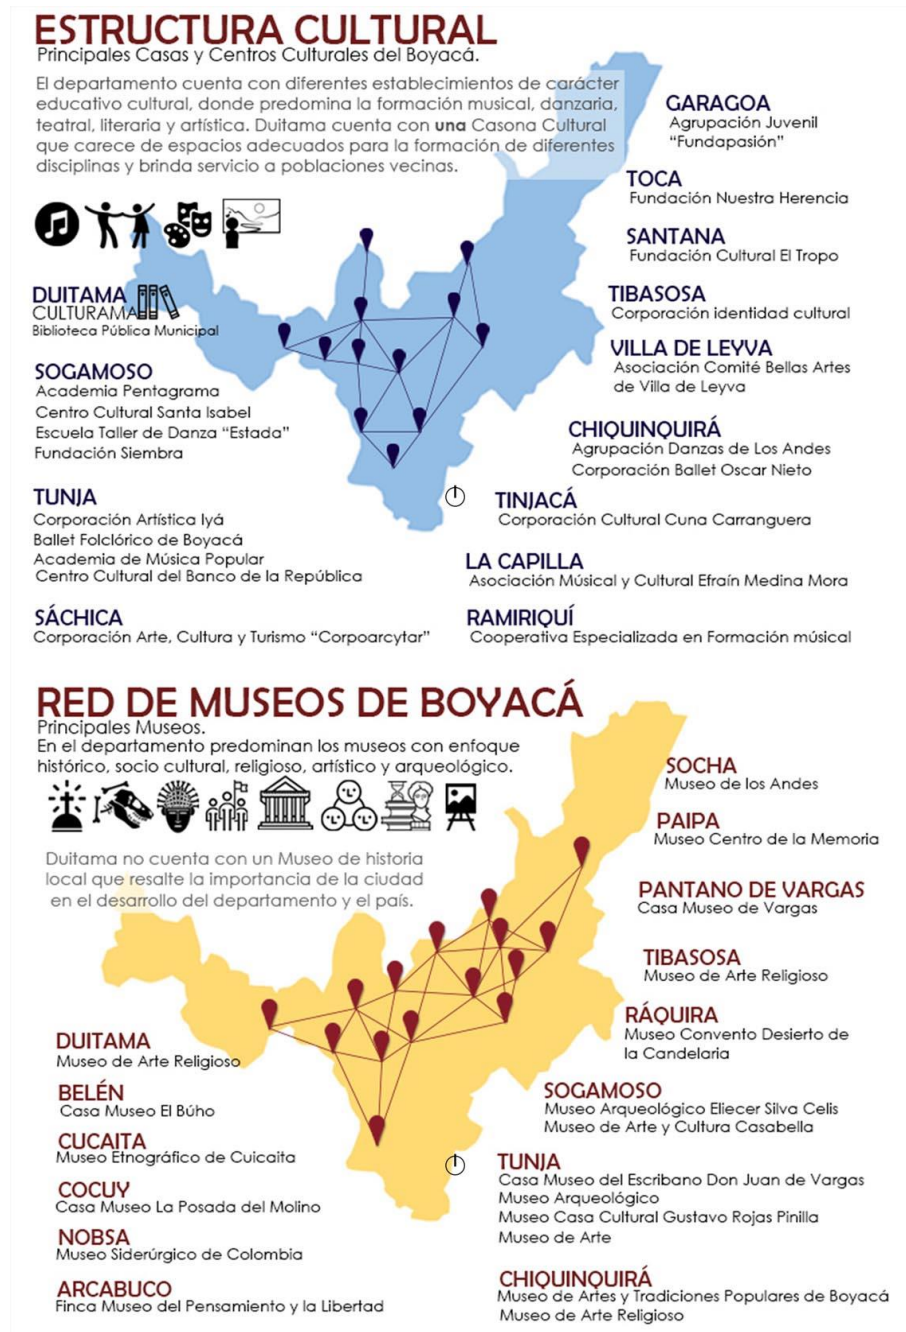 ESTRUCTURA CULTURAL
Principales Casas y Centros Culturales del Boyacá.
El departamento cuenta con diferentes establecimientos de carácter
educativo cultural, donde predomina la formación musical, danzaria,
teatral, literaria y artística. Duitama cuenta con una Casona Cultural
que carece de espacios adecuados para la formación de diferentes
disciplinas y brinda servicio a poblaciones vecinas.
DUITAMA
CULTURAMA
Biblioteca Pública Municipal
SOGAMOSO
Academia Pentagrama
Centro Cultural Santa Isabel
Escuela Taller de Danza “Estada”
Fundación Siembra
TUNJA
Corporación Artística Iyá
Ballet Folclórico de Boyacá
Academia de Música Popular
Centro Cultural del Banco de la República
SÁCHICA
Corporación Arte, Cultura y Turismo “Corpoarcytar”
GARAGOA
Agrupación Juvenil
“Fundapasión”
TOCA
Fundación Nuestra Herencia
SANTANA
Fundación Cultural El Tropo
TIBASOSA
Corporación identidad cultural
VILLA DE LEYVA
Asociación Comité Bellas Artes
de Villa de Leyva
CHIQUINQUIRÁ
Agrupación Danzas de Los Andes
Corporación Ballet Oscar Nieto
TINJACÁ
Corporación Cultural Cuna Carranguera
LA CAPILLA
Asociación Músical y Cultural Efraín Medina Mora
RAMIRIQUÍ
Cooperativa Especializada en Formación músical
RED DE MUSEOS DE BOYACÁ
Principales Museos.
En el departamento predominan los museos con enfoque
histórico, socio cultural, religioso, artístico y arqueológico.
Duitama no cuenta con un Museo de historia
local que resalte la importancia de la ciudad
en el desarrollo del departamento y el país.
DUITAMA
Museo de Arte Religioso
BELÉN
Casa Museo El Búho
CUCAITA
Museo Etnográfico de Cuicaita
COCUY
Casa Museo La Posada del Molino
NOBSA
Museo Siderúrgico de Colombia
ARCABUCO
Finca Museo del Pensamiento y la Libertad
SOCHA
Museo de los Andes
PAIPA
Museo Centro de la Memoria
PANTANO DE VARGAS
Casa Museo de Vargas
TIBASOSA
Museo de Arte Religioso
RÁQUIRA
Museo Convento Desierto de
la Candelaria
SOGAMOSO
Museo Arqueológico Eliecer Silva Celis
Museo de Arte y Cultura Casabella
TUNJA
Casa Museo del Escribano Don Juan de Vargas
Museo Arqueológico
Museo Casa Cultural Gustavo Rojas Pinilla
Museo de Arte
CHIQUINQUIRÁ
Museo de Artes y Tradiciones Populares de Boyacá
Museo de Arte Religioso